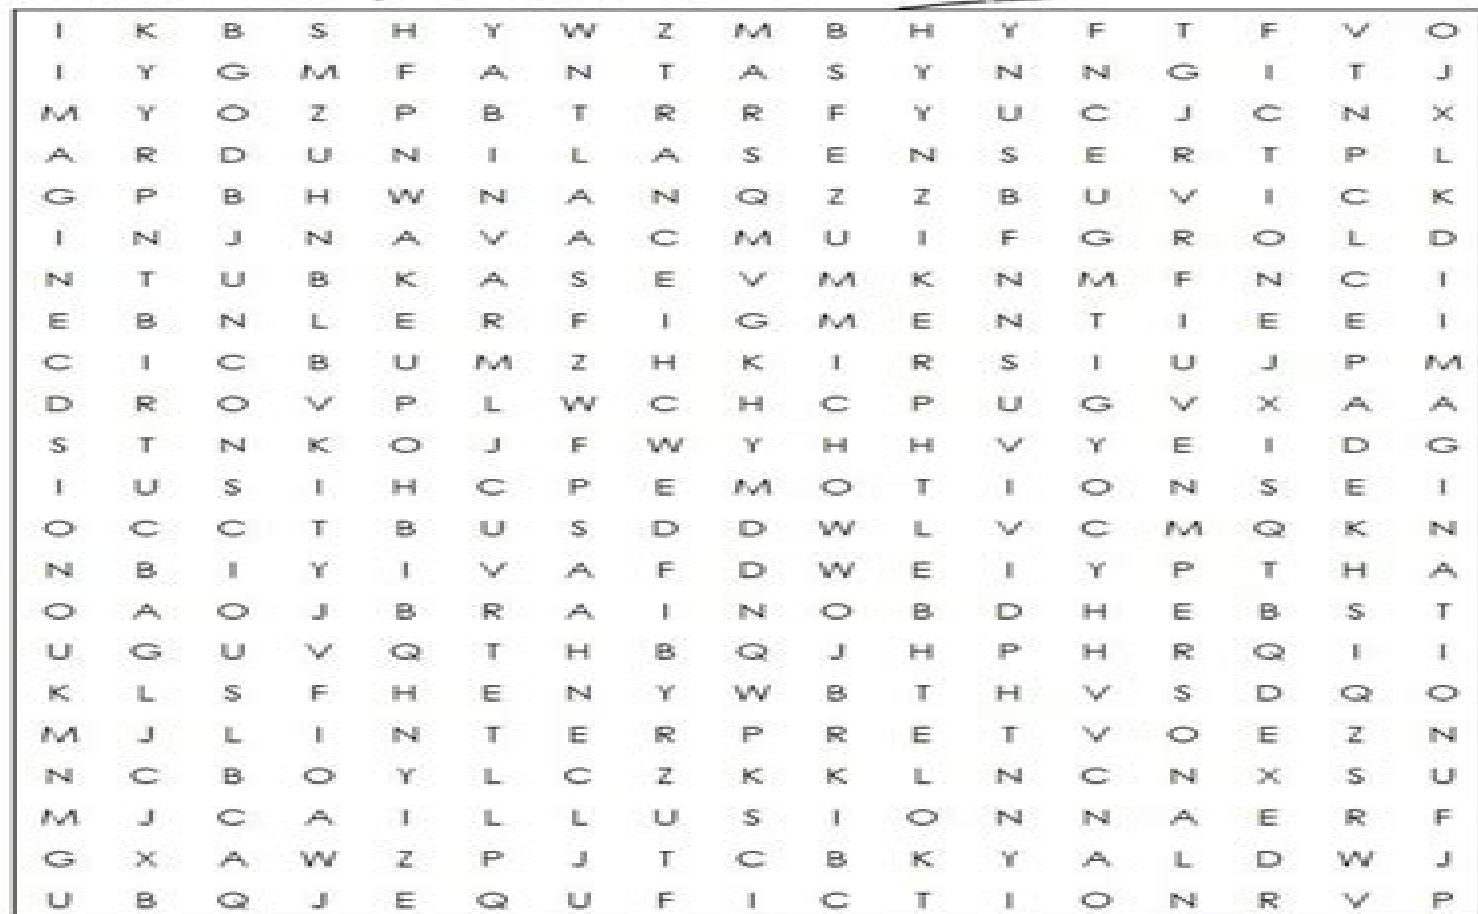 I K B S H Y W Z M B H Y F T F V O
I Y G M F A N T A S Y N N G I T J
M Y O Z P B T R R F Y U C J C N X
A R D U N I L A S E N S E R T P L
G P B H W N A N Q Z Z B U V I C K
I N J N A V A C M U I F G R O L D
N T U B K A S E V M K N M F N C I
E B N L E R F I G M E N T I E E I
C I C B U M Z H K I R S I U J P M
D R O V P L W C H C P U G V X A A
S T N K O J F W Y H H V Y E I D G
I U S I H C P E M O T I O N S E I
O C C T B U S D D W L V C M Q K N
N B I Y I V A F D W E I Y P T H A
O A O J B R A I N O B D H E B S T
U G U V Q T H B Q J H P H R Q I I
K L S F H E N Y W B T H V S D Q O
M J L I N T E R P R E T V O E Z N
N C B O Y L C Z K K L N C N X S U
M J C A I L L U S I O N N A E R F
G X A W Z P J T C B K Y A L D W J
U B Q J E Q U F I C T I O N R V P